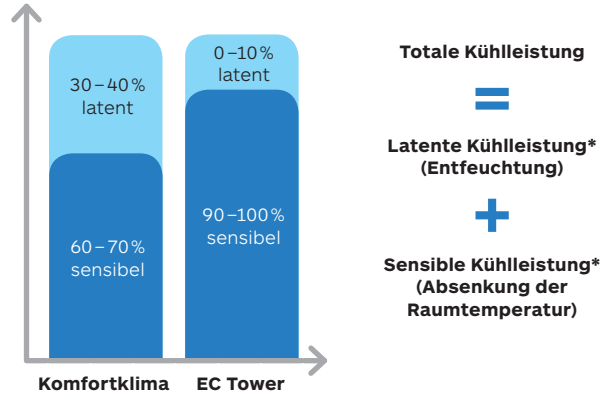 30–40 %
latent
0–10 %
latent
60–70 %
sensibel
90–100 %
sensibel
Komfortklima
EC Tower
Totale Kühlleistung
=
Latente Kühlleistung*
(Entfeuchtung)
+
Sensible Kühlleistung*
(Absenkung der
Raumtemperatur)